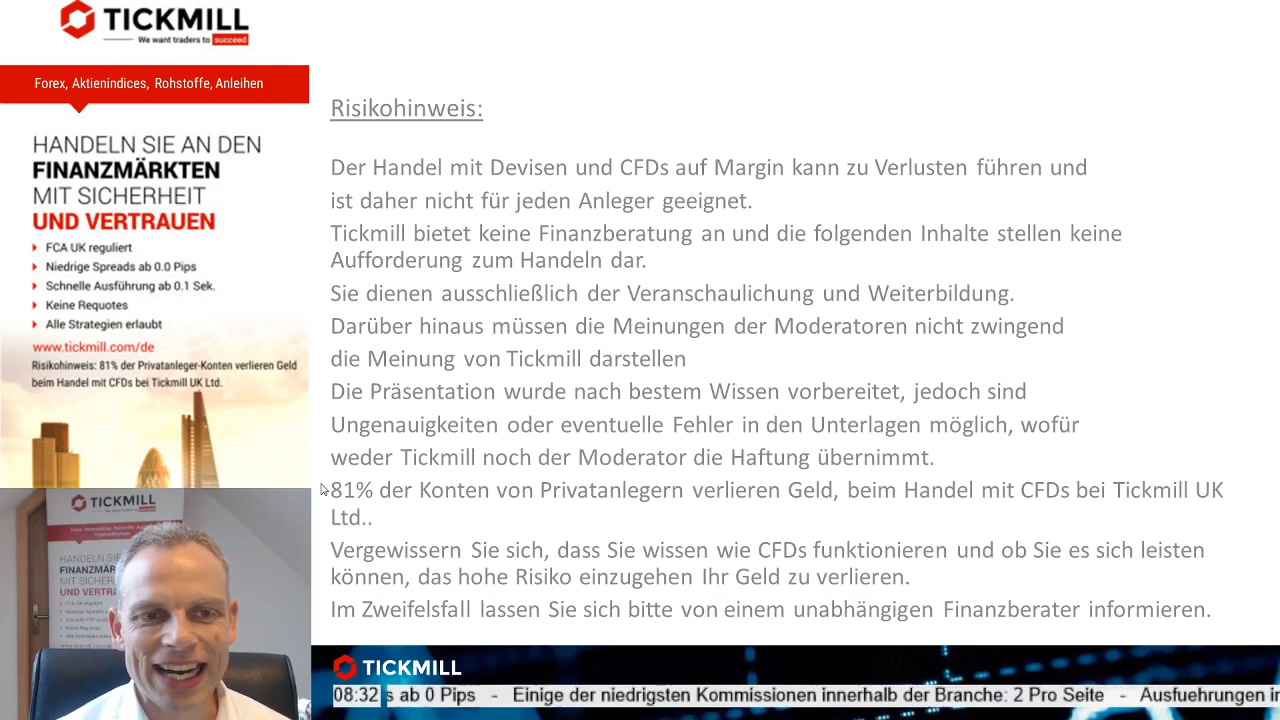 TICKMILL
We want traders to succeed
Forex, Aktienindices, Rohstoffe, Anleihen
HANDELN SIE AN DEN
FINANZMÄRKTEN
MIT SICHERHEIT
UND VERTRAUEN
FCA UK reguliert
Niedrige Spreads ab 0.0 Pips
Schnelle Ausführung ab 0.1 Sek.
Keine Requotes
Alle Strategien erlaubt
www.tickmill.com/de
Risikohinweis: 81% der Privatanleger-Konten verlieren Geld
beim Handel mit CFDs bei Tickmill UK Ltd.
Risikohinweis:
Der Handel mit Devisen und CFDs auf Margin kann zu Verlusten führen und
ist daher nicht für jeden Anleger geeignet.
Tickmill bietet keine Finanzberatung an und die folgenden Inhalte stellen keine
Aufforderung zum Handeln dar.
Sie dienen ausschließlich der Veranschaulichung und Weiterbildung.
Darüber hinaus müssen die Meinungen der Moderatoren nicht zwingend
die Meinung von Tickmill darstellen
Die Präsentation wurde nach bestem Wissen vorbereitet, jedoch sind
Ungenauigkeiten oder eventuelle Fehler in den Unterlagen möglich, wofür
weder Tickmill noch der Moderator die Haftung übernimmt.
81% der Konten von Privatanlegern verlieren Geld, beim Handel mit CFDs bei Tickmill UK
Ltd..
Vergewissern Sie sich, dass Sie wissen wie CFDs funktionieren und ob Sie es sich leisten
können, das hohe Risiko einzugehen Ihr Geld zu verlieren.
Im Zweifelsfall lassen Sie sich bitte von einem unabhängigen Finanzberater informieren.
TICKMILL
HANDELN SIE
FINANZMÄR
MIT SICHER
UND VERTRA
FCA UK reguliert
TICKMILL
08:32 s ab 0 Pips - Einige der niedrigsten Kommissionen innerhalb der Branche: 2 Pro Seite - Ausfuehrungen